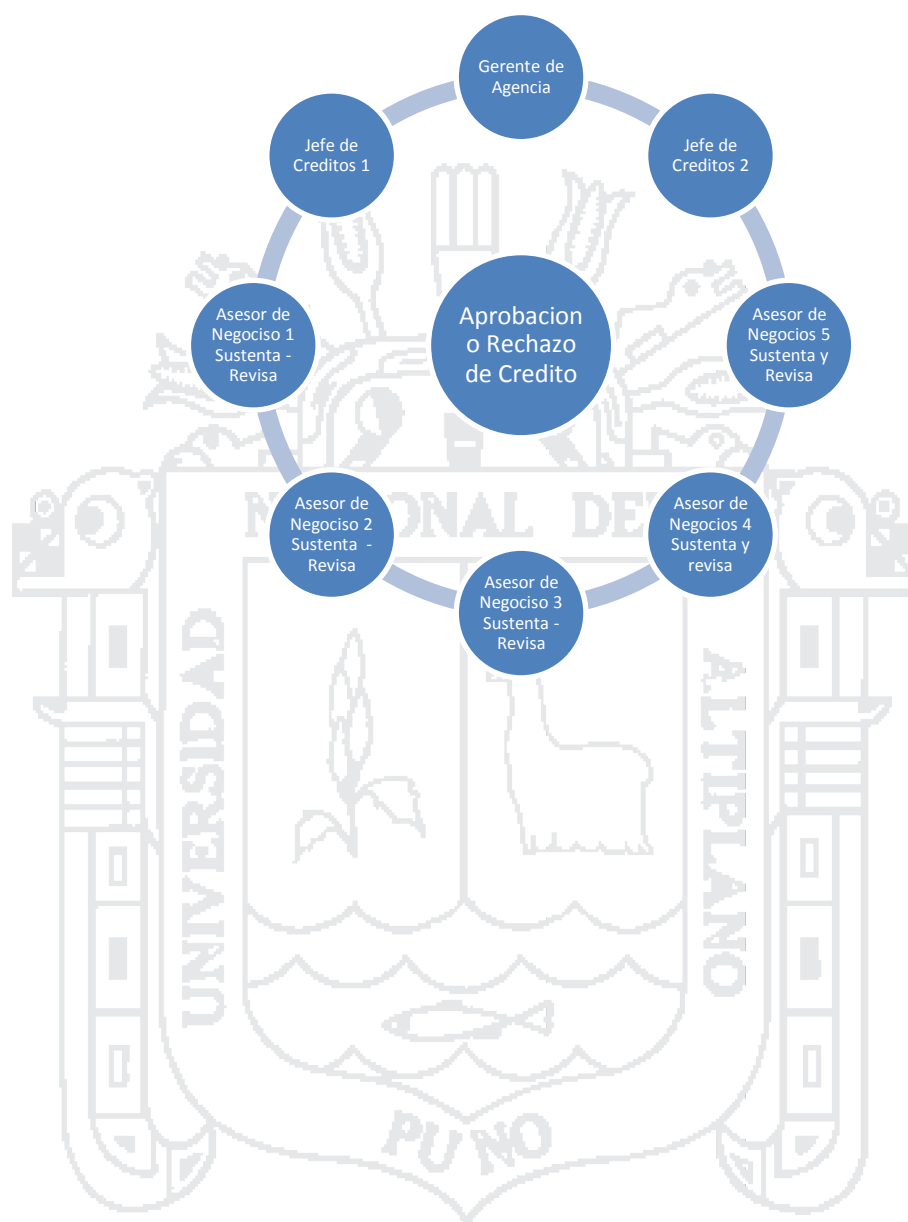 Gerente de
Agencia
Jefe de
Creditos 1
Jefe de
Creditos 2
Asesor de
Negociso 1
Sustenta -
Revisa
Aprobacion
o Rechazo
de Credito
Asesor de
Negocios 5
Sustenta y
Revisa
Asesor de
Negociso 2
Sustenta -
Revisa
Asesor de
Negocios 4
Sustenta y
revisa
Asesor de
Negociso 3
Sustenta -
Revisa
UNIVERSIDAD
ALTIPLANO
PUNO